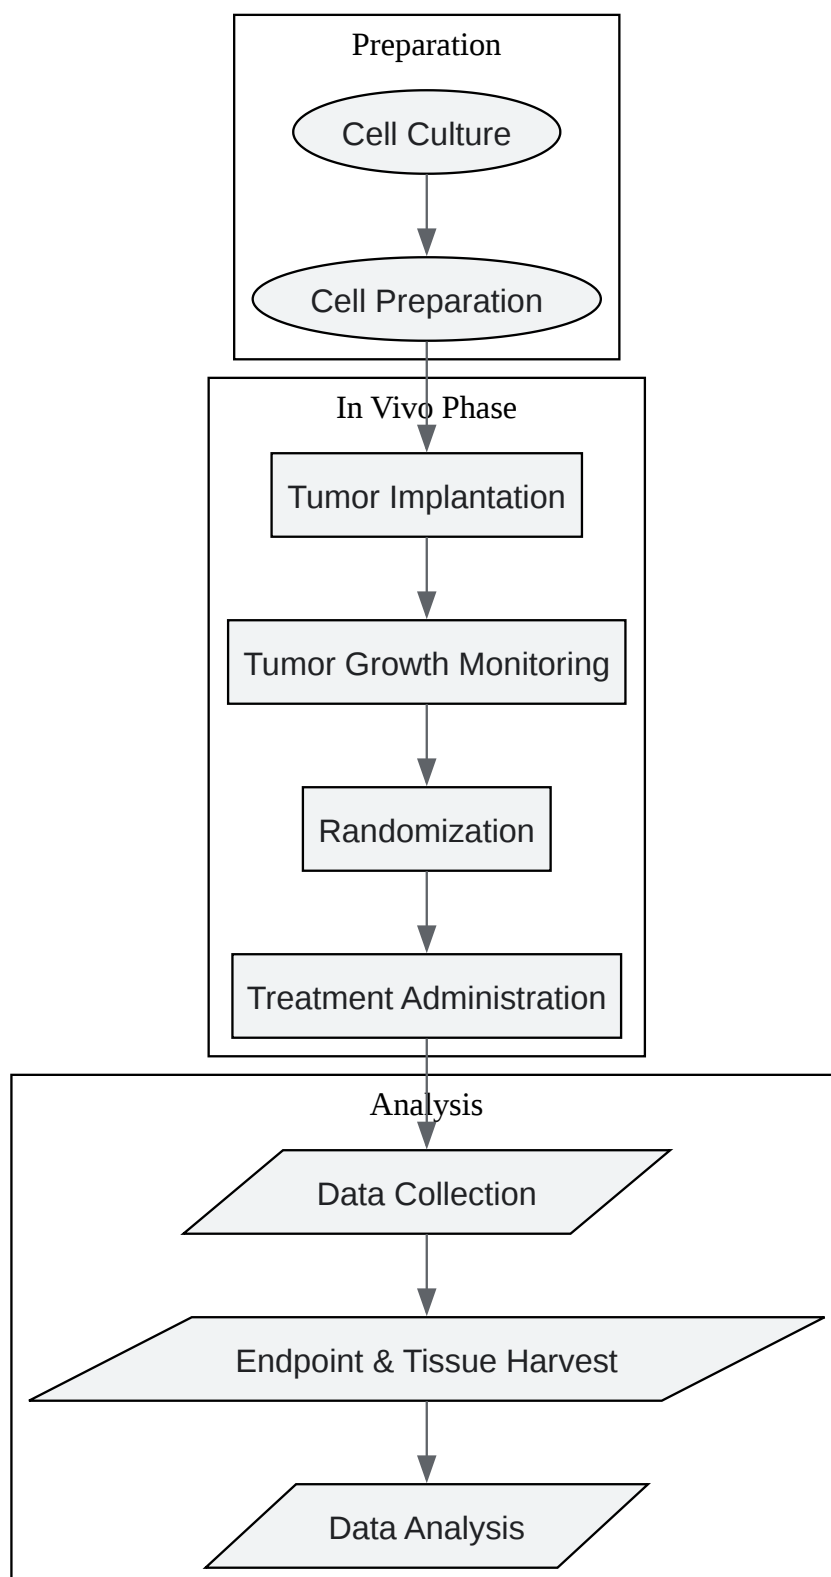 Preparation
Cell Culture
Cell Preparation
In Vivo Phase
Tumor Implantation
Tumor Growth Monitoring
Randomization
Treatment Administration
Analysis
Data Collection
Endpoint & Tissue Harvest
Data Analysis